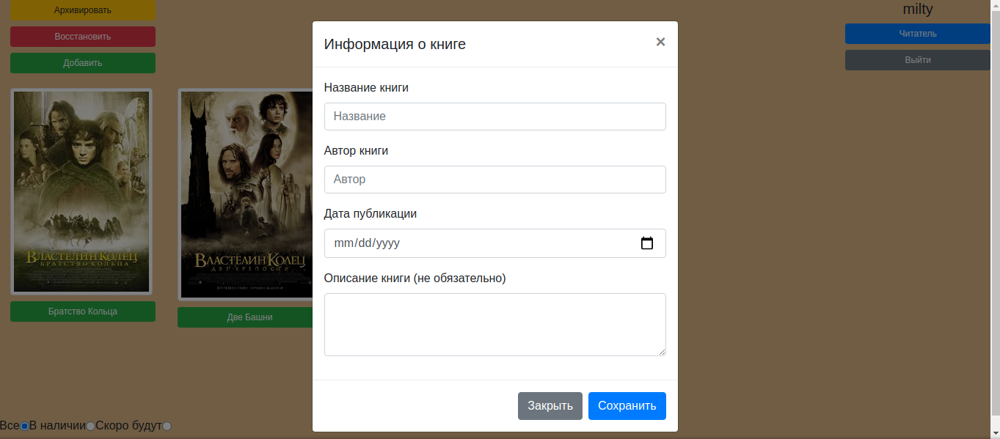 Архивировать
Восстановить
Добавить
milty
Читатель
Выйти
Информация о книге
×
Название книги
Название
Автор книги
Автор
Дата публикации
mm/dd/yyyy
Описание книги (не обязательно)
Закрыть Сохранить
ВЛАСТЕЛИН КОЛЕЦ
БРАТСТВО КОЛЬЦА
Братство Кольца
ВЛАСТЕЛИН КОЛЕЦ
ДВЕ КРЕПОСТИ
ПУТЕШЕСТВИЕ ПРОДОЛЖАЕТСЯ
Две Башни
Все В наличии Скоро будут